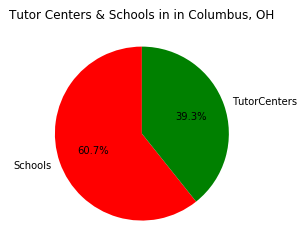 Tutor Centers & Schools in in Columbus, OH
39.3%
TutorCenters
60.7%
Schools